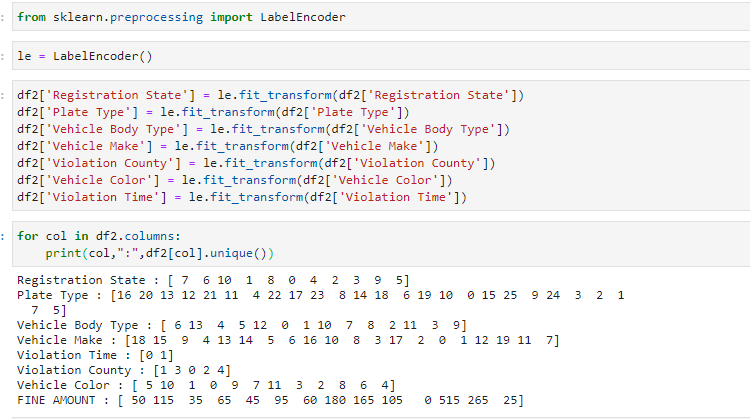 from sklearn.preprocessing import LabelEncoder
le = LabelEncoder()
df2['Registration State'] = le.fit_transform(df2['Registration State'])
df2['Plate Type'] = le.fit_transform(df2['Plate Type'])
df2['Vehicle Body Type'] = le.fit_transform(df2['Vehicle Body Type'])
df2['Vehicle Make'] = le.fit_transform(df2['Vehicle Make'])
df2['Violation County'] = le.fit_transform(df2['Violation County'])
df2['Vehicle Color'] = le.fit_transform(df2['Vehicle Color'])
df2['Violation Time'] = le.fit_transform(df2['Violation Time'])
for col in df2.columns:
    print(col,":",df2[col].unique())
Registration State : [ 7  6 10  1  8  0  4  2  3  9  5]
Plate Type : [16 20 13 12 21 11  4 22 17 23  8 14 18  6 19 10  0 15 25  9 24  3  2  1
  7  5]
Vehicle Body Type : [ 6 13  4  5 12  0  1 10  7  8  2 11  3  9]
Vehicle Make : [18 15  9  4 13 14  5  6 16 10  8  3 17  2  0  1 12 19 11  7]
Violation Time : [0 1]
Violation County : [1 3 0 2 4]
Vehicle Color : [ 5 10  1  0  9  7 11  3  2  8  6  4]
FINE AMOUNT : [ 50 115  35  65  45  95  60 180 165 105   0 515 265  25]